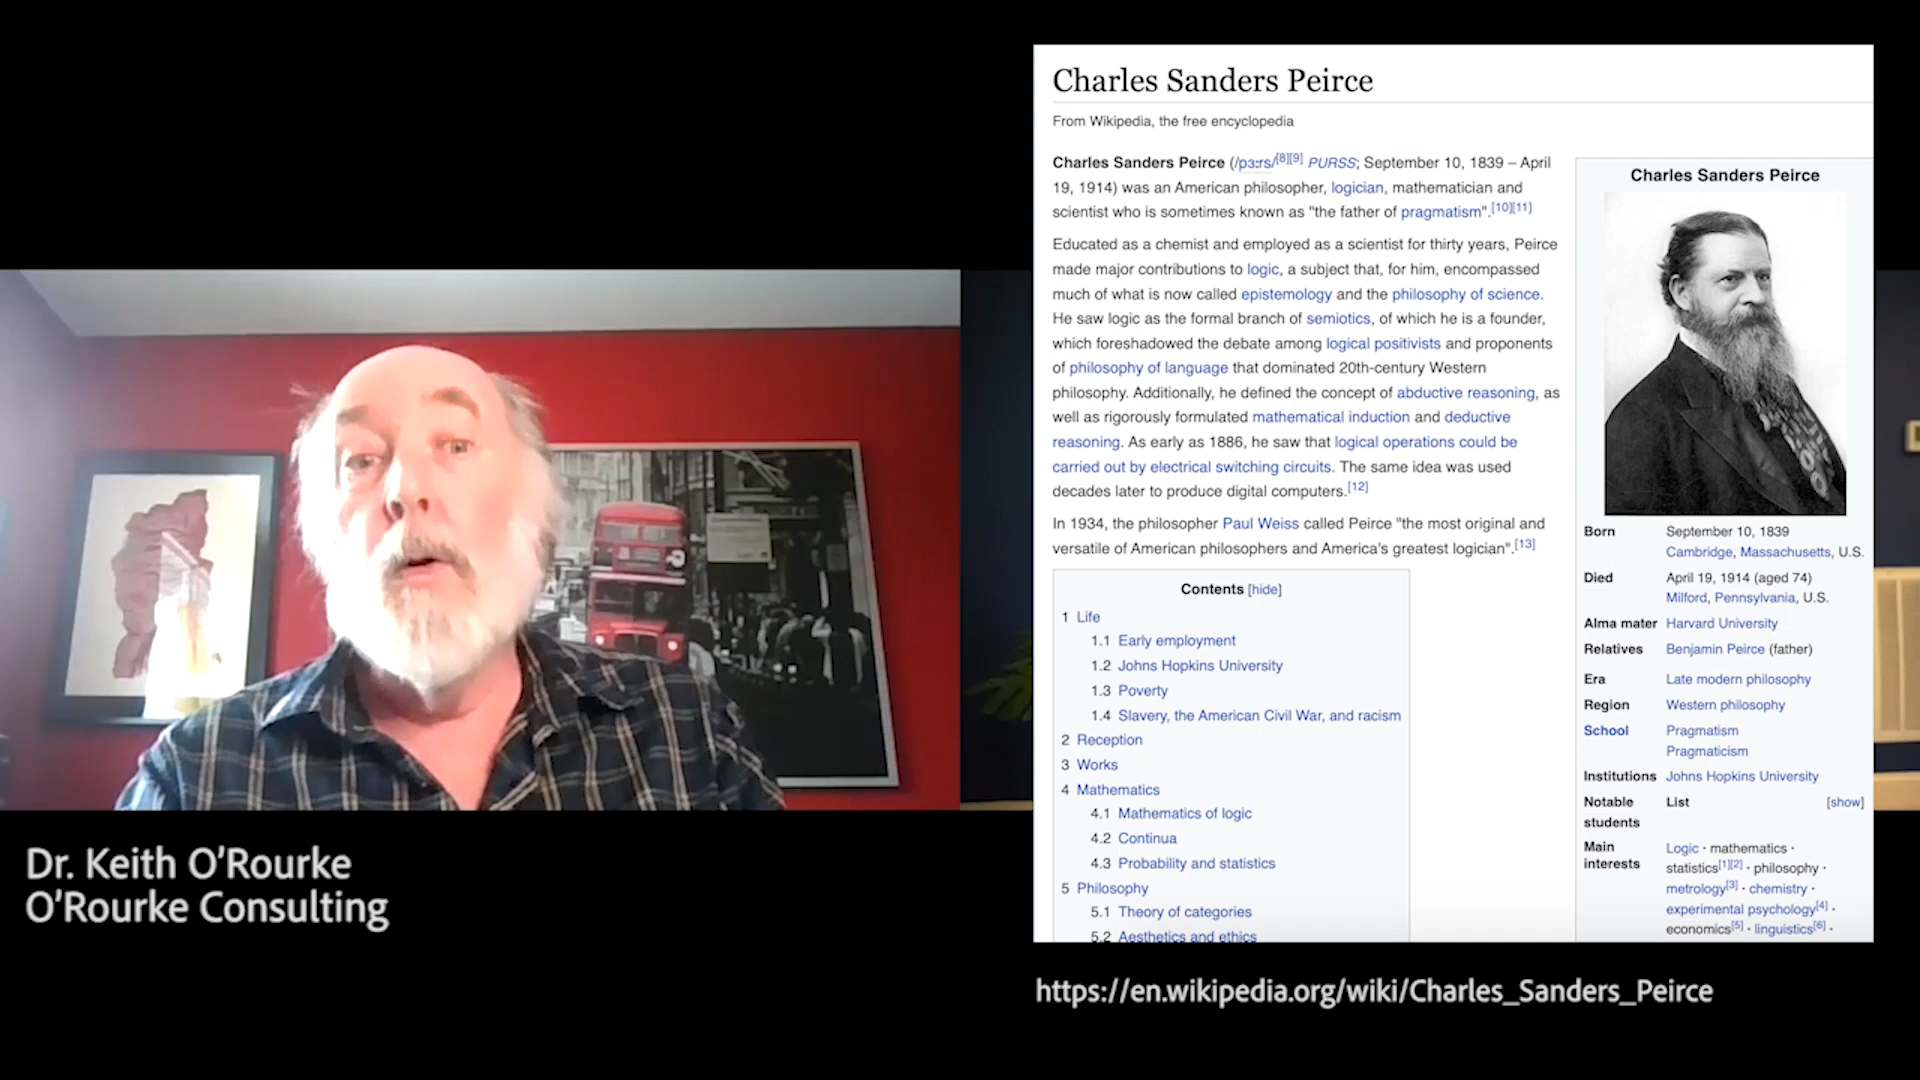 Charles Sanders Peirce
From Wikipedia, the free encyclopedia
Charles Sanders Peirce (/pɜːrs/[8][9] PURSS; September 10, 1839 – April
19, 1914) was an American philosopher, logician, mathematician and
scientist who is sometimes known as "the father of pragmatism".[10][11]
Educated as a chemist and employed as a scientist for thirty years, Peirce
made major contributions to logic, a subject that, for him, encompassed
much of what is now called epistemology and the philosophy of science.
He saw logic as the formal branch of semiotics, of which he is a founder,
which foreshadowed the debate among logical positivists and proponents
of philosophy of language that dominated 20th-century Western
philosophy. Additionally, he defined the concept of abductive reasoning, as
well as rigorously formulated mathematical induction and deductive
reasoning. As early as 1886, he saw that logical operations could be
carried out by electrical switching circuits. The same idea was used
decades later to produce digital computers.[12]
In 1934, the philosopher Paul Weiss called Peirce "the most original and
versatile of American philosophers and America's greatest logician".[13]
Contents [hide]
1 Life
1.1 Early employment
1.2 Johns Hopkins University
1.3 Poverty
1.4 Slavery, the American Civil War, and racism
2 Reception
3 Works
4 Mathematics
4.1 Mathematics of logic
4.2 Continua
4.3 Probability and statistics
5 Philosophy
5.1 Theory of categories
5.2 Aesthetics and ethics
Charles Sanders Peirce
Born September 10, 1839
Cambridge, Massachusetts, U.S.
Died April 19, 1914 (aged 74)
Milford, Pennsylvania, U.S.
Alma mater Harvard University
Relatives Benjamin Peirce (father)
Era Late modern philosophy
Region Western philosophy
School Pragmatism
Pragmaticism
Institutions Johns Hopkins University
Notable students List [show]
Main interests Logic · mathematics ·
statistics[1][2] · philosophy ·
metrology[3] · chemistry ·
experimental psychology[4] ·
economics[5] · linguistics[6] ·
Dr. Keith O'Rourke
O'Rourke Consulting
https://en.wikipedia.org/wiki/Charles_Sanders_Peirce